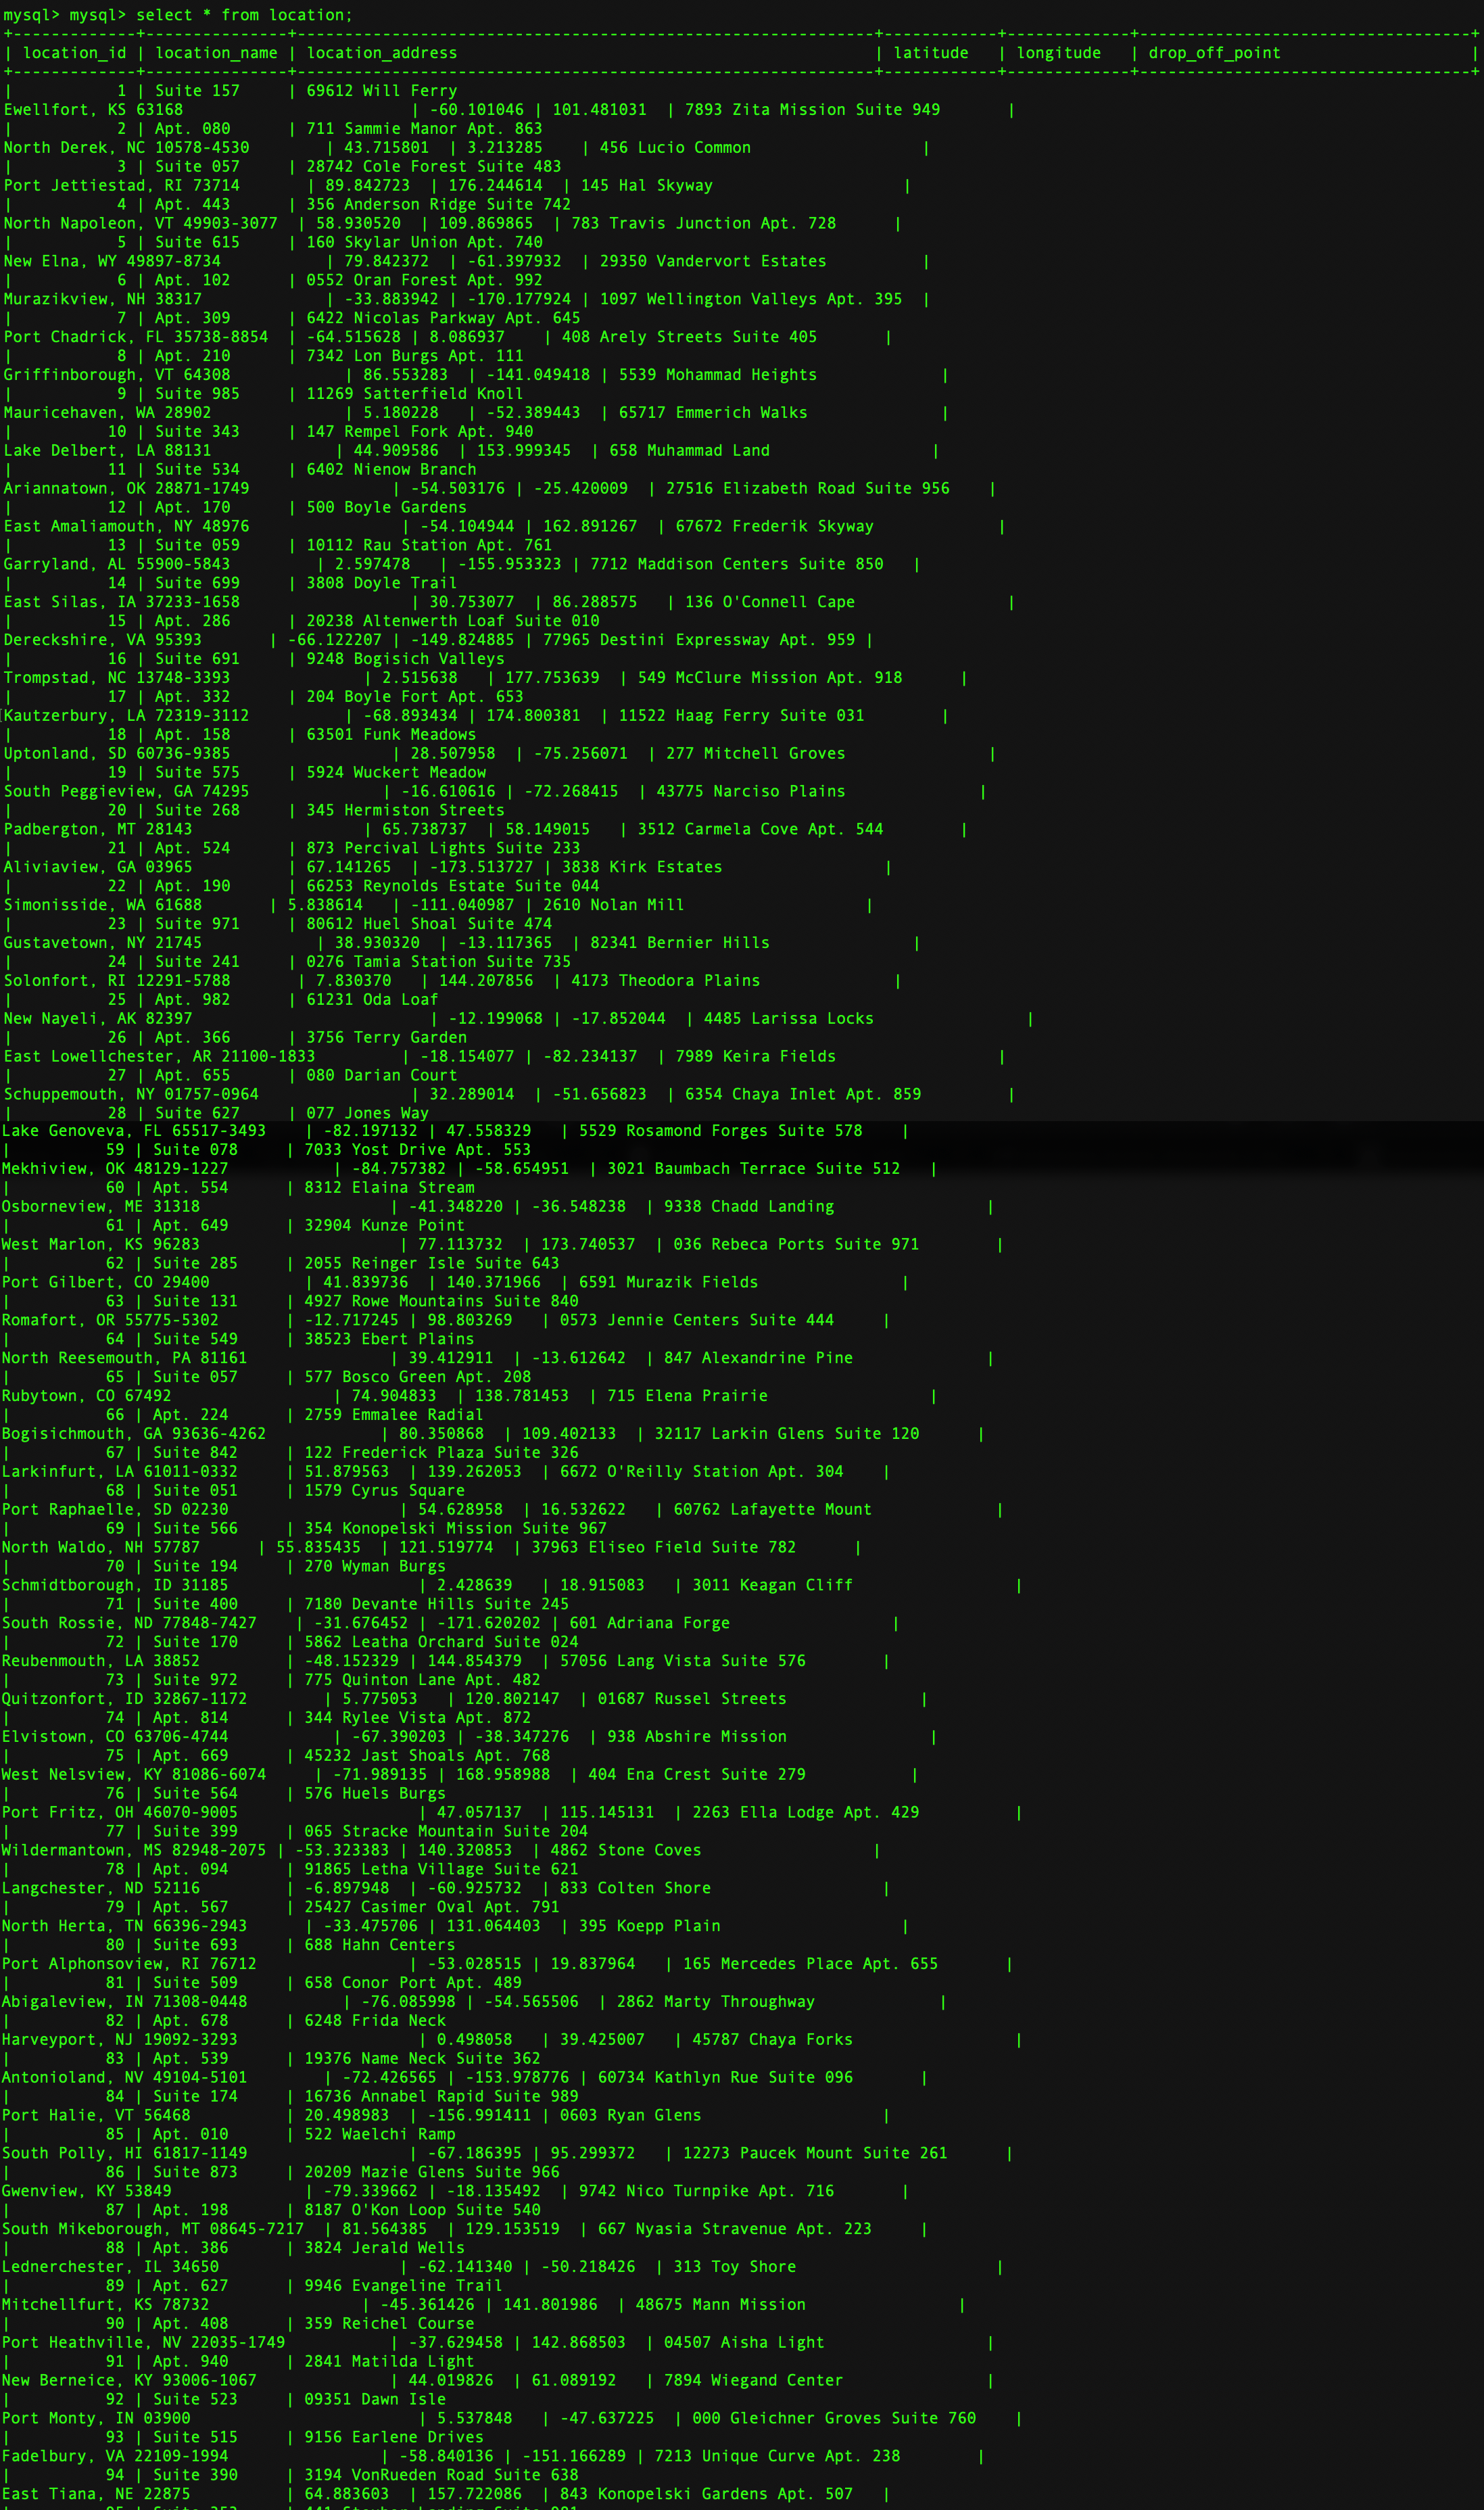 mysql> mysql> select * from location;
+-------------+---------------+-------------------------------------------------------------+------------+-------------+-----------------------------------+
| location_id | location_name | location_address | latitude | longitude | drop_off_point |
+-------------+---------------+-------------------------------------------------------------+------------+-------------+-----------------------------------+
| 1 | Suite 157 | 69612 Will Ferry
Ewellfort, KS 63168 | -60.101046 | 101.481031 | 7893 Zita Mission Suite 949 |
| 2 | Apt. 080 | 711 Sammie Manor Apt. 863
North Derek, NC 10578-4530 | 43.715801 | 3.213285 | 456 Lucio Common |
| 3 | Suite 057 | 28742 Cole Forest Suite 483
Port Jettiestad, RI 73714 | 89.842723 | 176.244614 | 145 Hal Skyway |
| 4 | Apt. 443 | 356 Anderson Ridge Suite 742
North Napoleon, VT 49903-3077 | 58.930520 | 109.869865 | 783 Travis Junction Apt. 728 |
| 5 | Suite 615 | 160 Skylar Union Apt. 740
New Elna, WY 49897-8734 | 79.842372 | -61.397932 | 29350 Vandervort Estates |
| 6 | Apt. 102 | 0552 Oran Forest Apt. 992
Murazikview, NH 38317 | -33.883942 | -170.177924 | 1097 Wellington Valleys Apt. 395 |
| 7 | Apt. 309 | 6422 Nicolas Parkway Apt. 645
Port Chadrick, FL 35738-8854 | -64.515628 | 8.086937 | 408 Arely Streets Suite 405 |
| 8 | Apt. 210 | 7342 Lon Burgs Apt. 111
Griffinborough, VT 64308 | 86.553283 | -141.049418 | 5539 Mohammad Heights |
| 9 | Suite 985 | 11269 Satterfield Knoll
Mauricehaven, WA 28902 | 5.180228 | -52.389443 | 65717 Emmerich Walks |
| 10 | Suite 343 | 147 Rempel Fork Apt. 940
Lake Delbert, LA 88131 | 44.909586 | 153.999345 | 658 Muhammad Land |
| 11 | Suite 534 | 6402 Nienow Branch
Ariannatown, OK 28871-1749 | -54.503176 | -25.420009 | 27516 Elizabeth Road Suite 956 |
| 12 | Apt. 170 | 500 Boyle Gardens
East Amaliamouth, NY 48976 | -54.104944 | 162.891267 | 67672 Frederik Skyway |
| 13 | Suite 059 | 10112 Rau Station Apt. 761
Garryland, AL 55900-5843 | 2.597478 | -155.953323 | 7712 Maddison Centers Suite 850 |
| 14 | Suite 699 | 3808 Doyle Trail
East Silas, IA 37233-1658 | 30.753077 | 86.288575 | 136 O'Connell Cape |
| 15 | Apt. 286 | 20238 Altenwerth Loaf Suite 010
Dereckshire, VA 95393 | -66.122207 | -149.824885 | 77965 Destini Expressway Apt. 959 |
| 16 | Suite 691 | 9248 Bogisich Valleys
Trompstad, NC 13748-3393 | 2.515638 | 177.753639 | 549 McClure Mission Apt. 918 |
| 17 | Apt. 332 | 204 Boyle Fort Apt. 653
Kautzerbury, LA 72319-3112 | -68.893434 | 174.800381 | 11522 Haag Ferry Suite 031 |
| 18 | Apt. 158 | 63501 Funk Meadows
Uptonland, SD 60736-9385 | 28.507958 | -75.256071 | 277 Mitchell Groves |
| 19 | Suite 575 | 5924 Wuckert Meadow
South Peggieview, GA 74295 | -16.610616 | -72.268415 | 43775 Narciso Plains |
| 20 | Suite 268 | 345 Hermiston Streets
Padbergton, MT 28143 | 65.738737 | 58.149015 | 3512 Carmela Cove Apt. 544 |
| 21 | Apt. 524 | 873 Percival Lights Suite 233
Aliviaview, GA 03965 | 67.141265 | -173.513727 | 3838 Kirk Estates |
| 22 | Apt. 190 | 66253 Reynolds Estate Suite 044
Simonisside, WA 61688 | 5.838614 | -111.040987 | 2610 Nolan Mill |
| 23 | Suite 971 | 80612 Huel Shoal Suite 474
Gustavetown, NY 21745 | 38.930320 | -13.117365 | 82341 Bernier Hills |
| 24 | Suite 241 | 0276 Tamia Station Suite 735
Solonfort, RI 12291-5788 | 7.830370 | 144.207856 | 4173 Theodora Plains |
| 25 | Apt. 982 | 61231 Oda Loaf
New Nayeli, AK 82397 | -12.199068 | -17.852044 | 4485 Larissa Locks |
| 26 | Apt. 366 | 3756 Terry Garden
East Lowellchester, AR 21100-1833 | -18.154077 | -82.234137 | 7989 Keira Fields |
| 27 | Apt. 655 | 080 Darian Court
Schuppemouth, NY 01757-0964 | 32.289014 | -51.656823 | 6354 Chaya Inlet Apt. 859 |
| 28 | Suite 627 | 077 Jones Way
Lake Genoveva, FL 65517-3493 | -82.197132 | 47.558329 | 5529 Rosamond Forges Suite 578 |
| 59 | Suite 078 | 7033 Yost Drive Apt. 553
Mekhiview, OK 48129-1227 | -84.757382 | -58.654951 | 3021 Baumbach Terrace Suite 512 |
| 60 | Apt. 554 | 8312 Elaina Stream
Osborneview, ME 31318 | -41.348220 | -36.548238 | 9338 Chadd Landing |
| 61 | Apt. 649 | 32904 Kunze Point
West Marlon, KS 96283 | 77.113732 | 173.740537 | 036 Rebeca Ports Suite 971 |
| 62 | Suite 285 | 2055 Reinger Isle Suite 643
Port Gilbert, CO 29400 | 41.839736 | 140.371966 | 6591 Murazik Fields |
| 63 | Suite 131 | 4927 Rowe Mountains Suite 840
Romafort, OR 55775-5302 | -12.717245 | 98.803269 | 0573 Jennie Centers Suite 444 |
| 64 | Suite 549 | 38523 Ebert Plains
North Reesemouth, PA 81161 | 39.412911 | -13.612642 | 847 Alexandrine Pine |
| 65 | Suite 057 | 577 Bosco Green Apt. 208
Rubytown, CO 67492 | 74.904833 | 138.781453 | 715 Elena Prairie |
| 66 | Apt. 224 | 2759 Emmalee Radial
Bogisichmouth, GA 93636-4262 | 80.350868 | 109.402133 | 32117 Larkin Glens Suite 120 |
| 67 | Suite 842 | 122 Frederick Plaza Suite 326
Larkinfurt, LA 61011-0332 | 51.879563 | 139.262053 | 6672 O'Reilly Station Apt. 304 |
| 68 | Suite 051 | 1579 Cyrus Square
Port Raphaelle, SD 02230 | 54.628958 | 16.532622 | 60762 Lafayette Mount |
| 69 | Suite 566 | 354 Konopelski Mission Suite 967
North Waldo, NH 57787 | 55.835435 | 121.519774 | 37963 Eliseo Field Suite 782 |
| 70 | Suite 194 | 270 Wyman Burgs
Schmidtborough, ID 31185 | 2.428639 | 18.915083 | 3011 Keagan Cliff |
| 71 | Suite 400 | 7180 Devante Hills Suite 245
South Rossie, ND 77848-7427 | -31.676452 | -171.620202 | 601 Adriana Forge |
| 72 | Suite 170 | 5862 Leatha Orchard Suite 024
Reubenmouth, LA 38852 | -48.152329 | 144.854379 | 57056 Lang Vista Suite 576 |
| 73 | Suite 972 | 775 Quinton Lane Apt. 482
Quitzonfort, ID 32867-1172 | 5.775053 | 120.802147 | 01687 Russel Streets |
| 74 | Apt. 814 | 344 Rylee Vista Apt. 872
Elvistown, CO 63706-4744 | -67.390203 | -38.347276 | 938 Abshire Mission |
| 75 | Apt. 669 | 45232 Jast Shoals Apt. 768
West Nelsview, KY 81086-6074 | -71.989135 | 168.958988 | 404 Ena Crest Suite 279 |
| 76 | Suite 564 | 576 Huels Burgs
Port Fritz, OH 46070-9005 | 47.057137 | 115.145131 | 2263 Ella Lodge Apt. 429 |
| 77 | Suite 399 | 065 Stracke Mountain Suite 204
Wildermantown, MS 82948-2075 | -53.323383 | 140.320853 | 4862 Stone Coves |
| 78 | Apt. 094 | 91865 Letha Village Suite 621
Langchester, ND 52116 | -6.897948 | -60.925732 | 833 Colten Shore |
| 79 | Apt. 567 | 25427 Casimer Oval Apt. 791
North Herta, TN 66396-2943 | -33.475706 | 131.064403 | 395 Koepp Plain |
| 80 | Suite 693 | 688 Hahn Centers
Port Alphonsoview, RI 76712 | -53.028515 | 19.837964 | 165 Mercedes Place Apt. 655 |
| 81 | Suite 509 | 658 Conor Port Apt. 489
Abigaleview, IN 71308-0448 | -76.085998 | -54.565506 | 2862 Marty Throughway |
| 82 | Apt. 678 | 6248 Frida Neck
Harveyport, NJ 19092-3293 | 0.498058 | 39.425007 | 45787 Chaya Forks |
| 83 | Apt. 539 | 19376 Name Neck Suite 362
Antonioland, NV 49104-5101 | -72.426565 | -153.978776 | 60734 Kathlyn Rue Suite 096 |
| 84 | Suite 174 | 16736 Annabel Rapid Suite 989
Port Halie, VT 56468 | 20.498983 | -156.991411 | 0603 Ryan Glens |
| 85 | Apt. 010 | 522 Waelchi Ramp
South Polly, HI 61817-1149 | -67.186395 | 95.299372 | 12273 Paucek Mount Suite 261 |
| 86 | Suite 873 | 20209 Mazie Glens Suite 966
Gwenview, KY 53849 | -79.339662 | -18.135492 | 9742 Nico Turnpike Apt. 716 |
| 87 | Apt. 198 | 8187 O'Kon Loop Suite 540
South Mikeborough, MT 08645-7217 | 81.564385 | 129.153519 | 667 Nyasia Stravenue Apt. 223 |
| 88 | Apt. 386 | 3824 Jerald Wells
Lednerchester, IL 34650 | -62.141340 | -50.218426 | 313 Toy Shore |
| 89 | Apt. 627 | 9946 Evangeline Trail
Mitchellfurt, KS 78732 | -45.361426 | 141.801986 | 48675 Mann Mission |
| 90 | Apt. 408 | 359 Reichel Course
Port Heathville, NV 22035-1749 | -37.629458 | 142.868503 | 04507 Aisha Light |
| 91 | Apt. 940 | 2841 Matilda Light
New Berneice, KY 93006-1067 | 44.019826 | 61.089192 | 7894 Wiegand Center |
| 92 | Suite 523 | 09351 Dawn Isle
Port Monty, IN 03900 | 5.537848 | -47.637225 | 000 Gleichner Groves Suite 760 |
| 93 | Suite 515 | 9156 Earlene Drives
Fadelbury, VA 22109-1994 | -58.840136 | -151.166289 | 7213 Unique Curve Apt. 238 |
| 94 | Suite 390 | 3194 VonRueden Road Suite 638
East Tiana, NE 22875 | 64.883603 | 157.722086 | 843 Konopelski Gardens Apt. 507 |